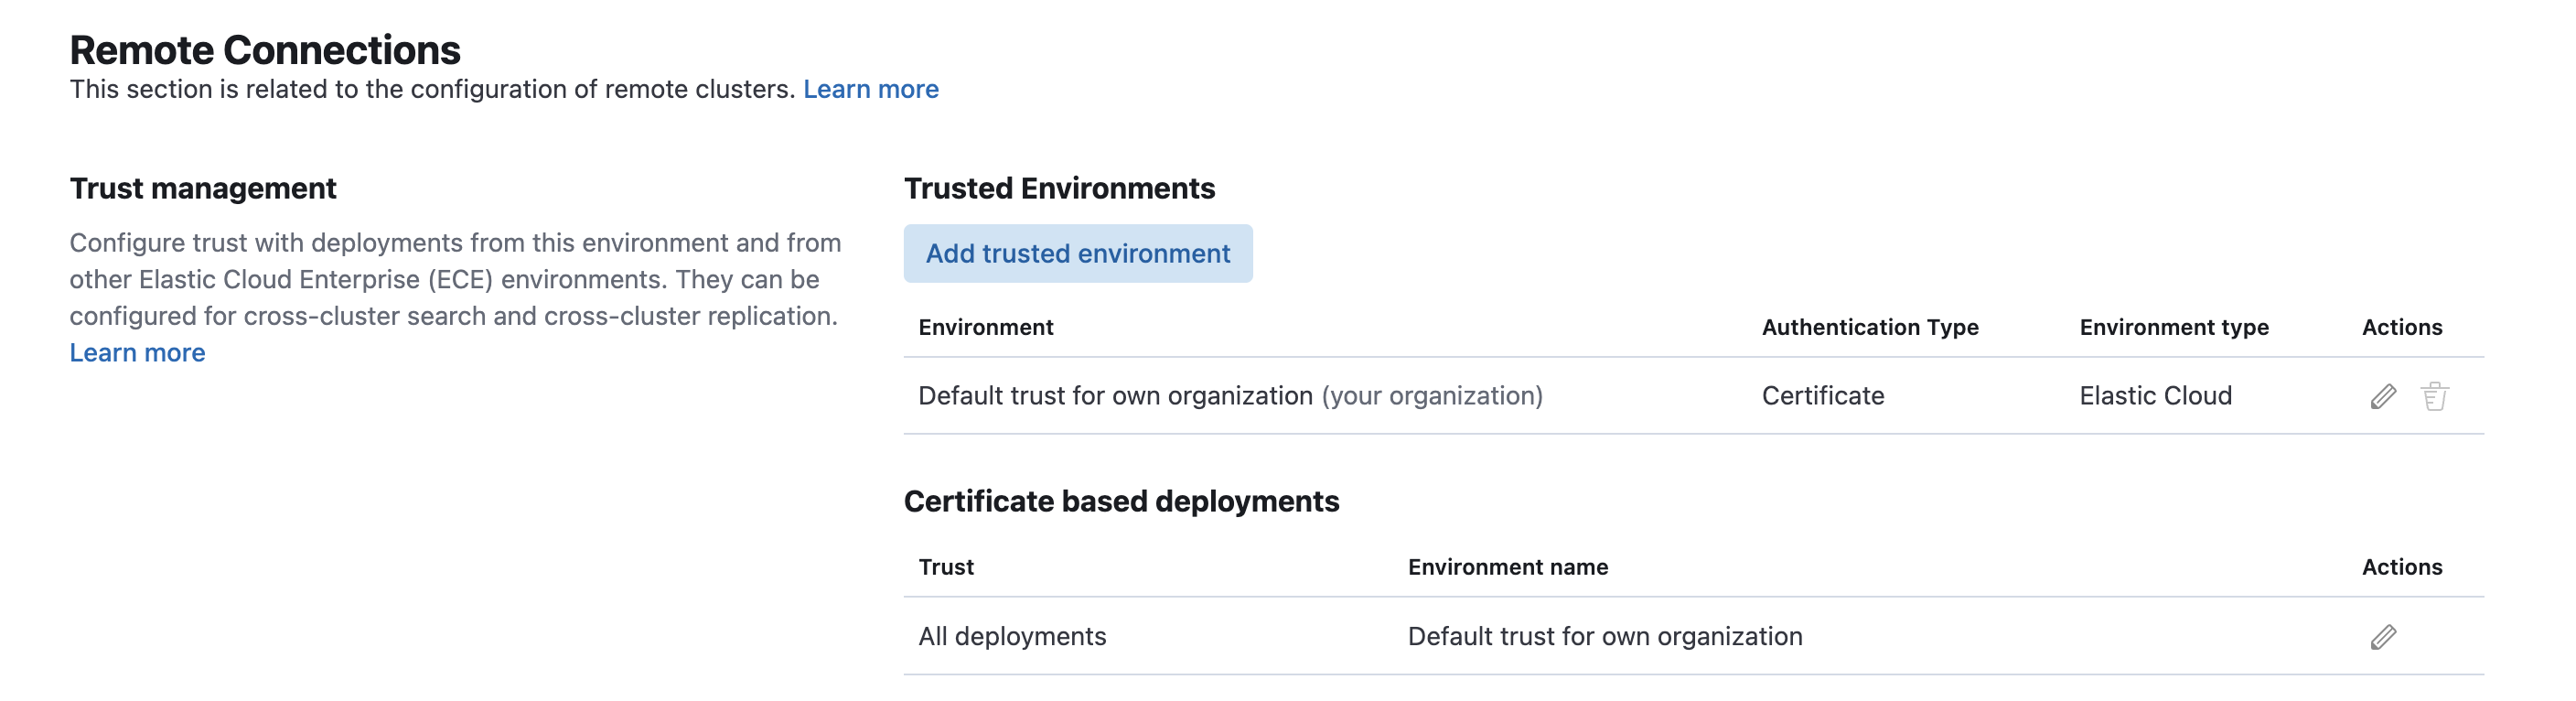 Remote Connections
This section is related to the configuration of remote clusters. Learn more
Trust management
Configure trust with deployments from this environment and from
other Elastic Cloud Enterprise (ECE) environments. They can be
configured for cross-cluster search and cross-cluster replication.
Learn more
Trusted Environments
Add trusted environment
Environment Authentication Type Environment type Actions
Default trust for own organization (your organization) Certificate Elastic Cloud
Certificate based deployments
Trust Environment name Actions
All deployments Default trust for own organization